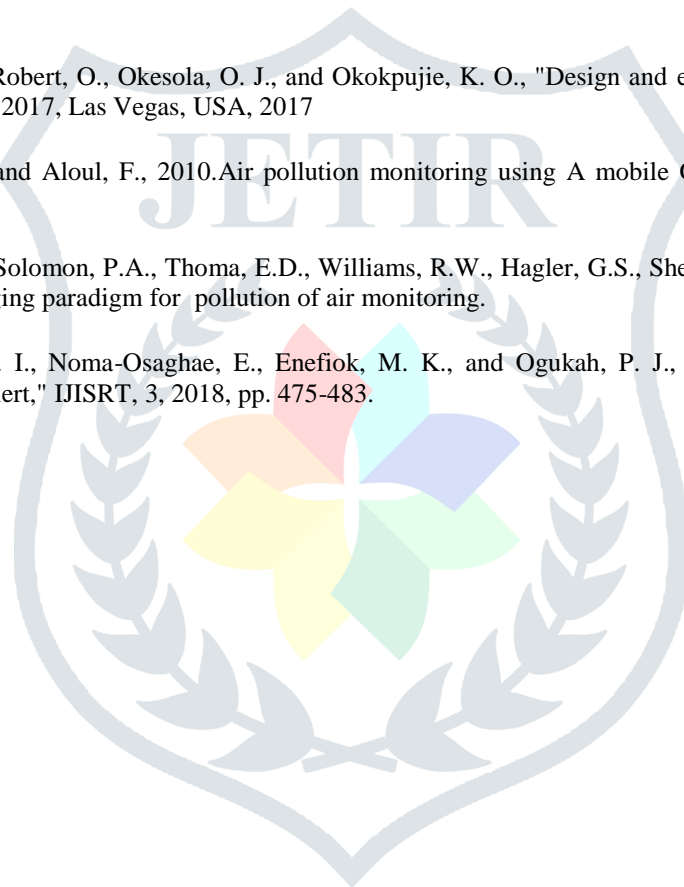 Robert, O., Okesola, O. J., and Okokpujie, K. O., "Design and e
2017, Las Vegas, USA, 2017
and Aloul, F., 2010.Air pollution monitoring using A mobile
JETIR
Solomon, P.A., Thoma, E.D., Williams, R.W., Hagler, G.S., She
ging paradigm for pollution of air monitoring.
. I., Noma-Osaghae, E., Enefiok, M. K., and Ogukah, P. J.,
lert," IJISRT, 3, 2018, pp. 475-483.